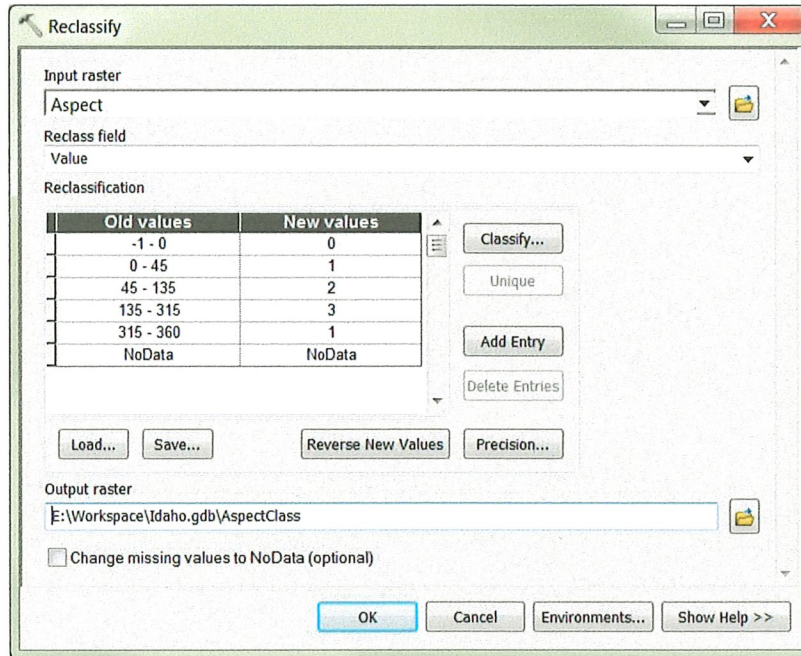 Reclassify
Input raster
Aspect
Reclass field
Value
Reclassification
Old values New values
-1 - 0 0
0 - 45 1
45 - 135 2
135 - 315 3
315 - 360 1
NoData NoData
Classify...
Unique
Add Entry
Delete Entries
Load... Save... Reverse New Values Precision...
Output raster
E:\Workspace\Idaho.gdb\AspectClass
Change missing values to NoData (optional)
OK Cancel Environments... Show Help >>